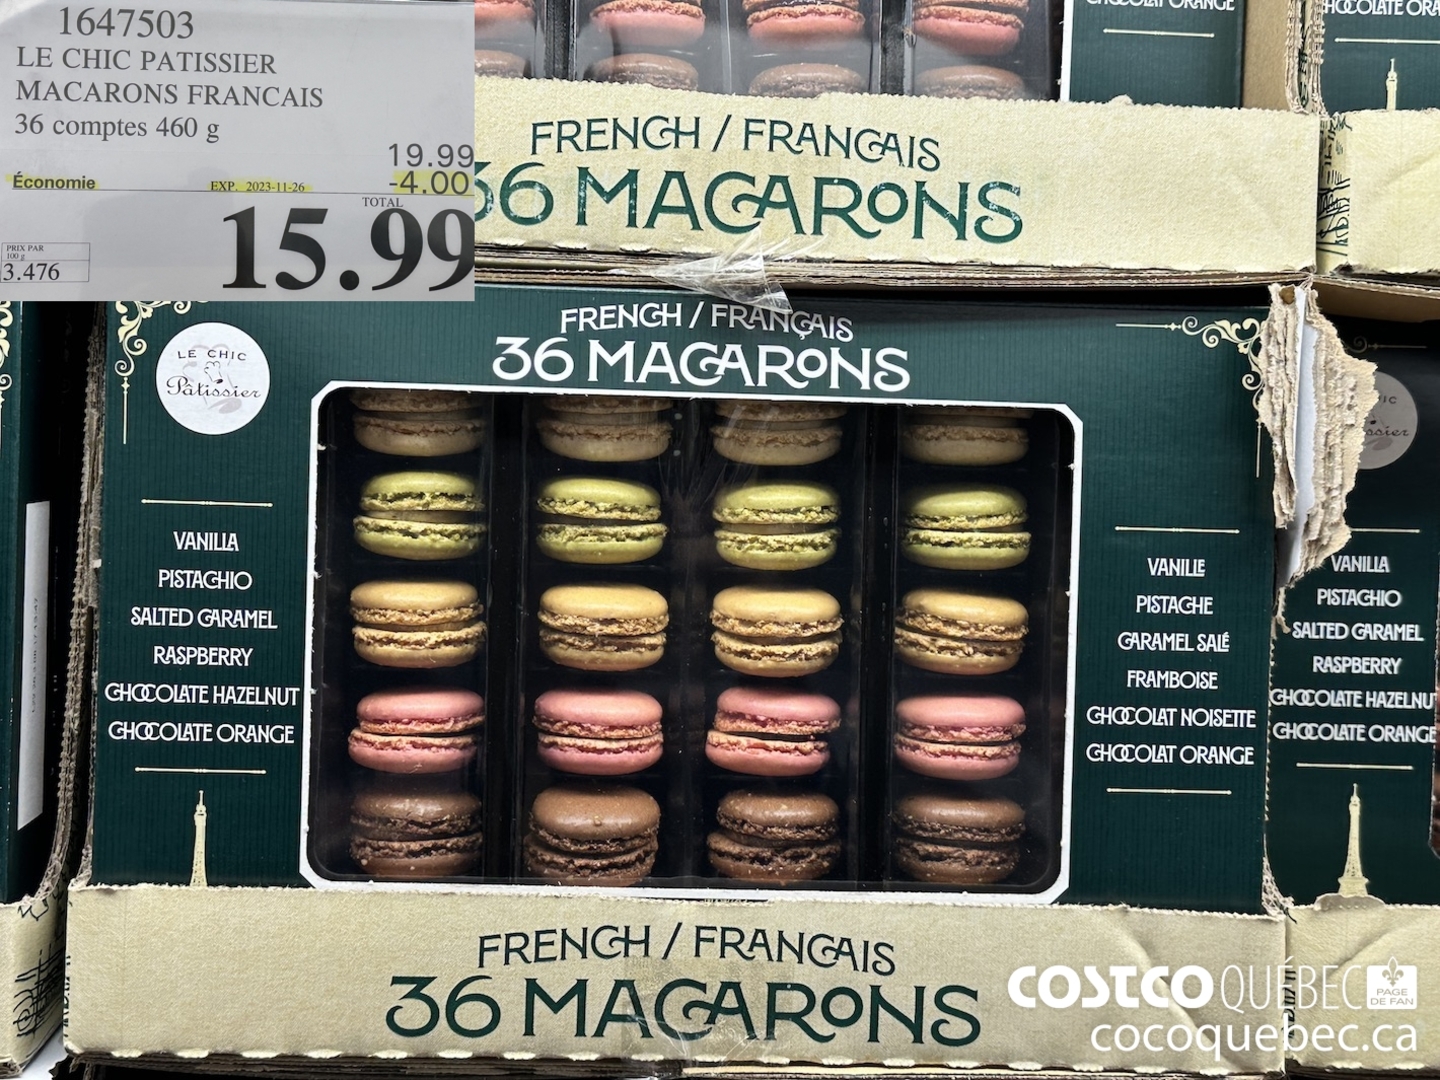 1647503
LE CHIC PATISSIER
MACARONS FRANCAIS
36 comptes 460 g
19.99
Économie EXP. 2023-11-26 -4.00
TOTAL
15.99
PRIX PAR
100 g
3.476
CHOCOLAT ORANGE
FRENCH / FRANÇAIS
36 MACARONS
FRENCH / FRANÇAIS
36 MACARONS
LE CHIC
Pâtissier
VANILLA
PISTACHIO
SALTED CARAMEL
RASPBERRY
CHOCOLATE HAZELNUT
CHOCOLATE ORANGE
VANILLE
PISTACHE
CARAMEL SALÉ
FRAMBOISE
CHOCOLAT NOISETTE
CHOCOLAT ORANGE
VANILLA
PISTACHIO
SALTED CARAMEL
RASPBERRY
CHOCOLATE HAZELNUT
CHOCOLATE ORANGE
FRENCH / FRANÇAIS
36 MACARONS
COSTCO QUÉBEC PAGE DE FAN
cocoquebec.ca